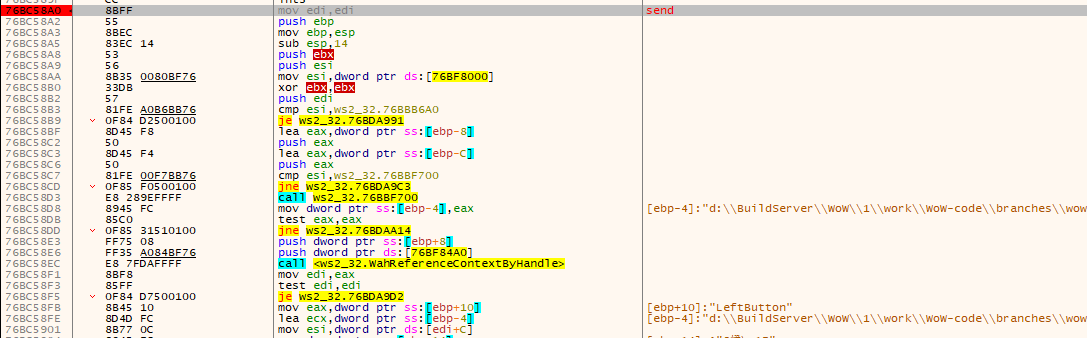 CC int3
76BC58A0 8BFF mov edi,edi send
76BC58A2 55 push ebp
76BC58A3 8BEC mov ebp,esp
76BC58A5 83EC 14 sub esp,14
76BC58A8 53 push ebx
76BC58A9 56 push esi
76BC58AA 8B35 0080BF76 mov esi,dword ptr ds:[76BF8000]
76BC58B0 33DB xor ebx,ebx
76BC58B2 57 push edi
76BC58B3 81FE A0B6BB76 cmp esi,ws2_32.76BBB6A0
76BC58B9 0F84 D2500100 je ws2_32.76BDA991
76BC58BF 8D45 F8 lea eax,dword ptr ss:[ebp-8]
76BC58C2 50 push eax
76BC58C3 8D45 F4 lea eax,dword ptr ss:[ebp-C]
76BC58C6 50 push eax
76BC58C7 81FE 00F7BB76 cmp esi,ws2_32.76BBF700
76BC58CD 0F85 F0500100 jne ws2_32.76BDA9C3
76BC58D3 E8 289EFFFF call ws2_32.76BBF700
76BC58D8 8945 FC mov dword ptr ss:[ebp-4],eax [ebp-4]:"d:\\BuildServer\\WoW\\1\\work\\WoW-code\\branches\\wow
76BC58DB 85C0 test eax,eax
76BC58DD 0F85 31510100 jne ws2_32.76BDAA14
76BC58E3 FF75 08 push dword ptr ss:[ebp+8]
76BC58E6 FF35 A084BF76 push dword ptr ds:[76BF84A0]
76BC58EC E8 7FDAFFFF call <ws2_32.WahReferenceContextByHandle>
76BC58F1 8BF8 mov edi,eax
76BC58F3 85FF test edi,edi
76BC58F5 0F84 D7500100 je ws2_32.76BDA9D2
76BC58FB 8B45 10 mov eax,dword ptr ss:[ebp+10] [ebp+10]:"LeftButton"
76BC58FE 8D4D FC lea ecx,dword ptr ss:[ebp-4] [ebp-4]:"d:\\BuildServer\\WoW\\1\\work\\WoW-code\\branches\\wow
76BC5901 8B77 0C mov esi,dword ptr ds:[edi+C]